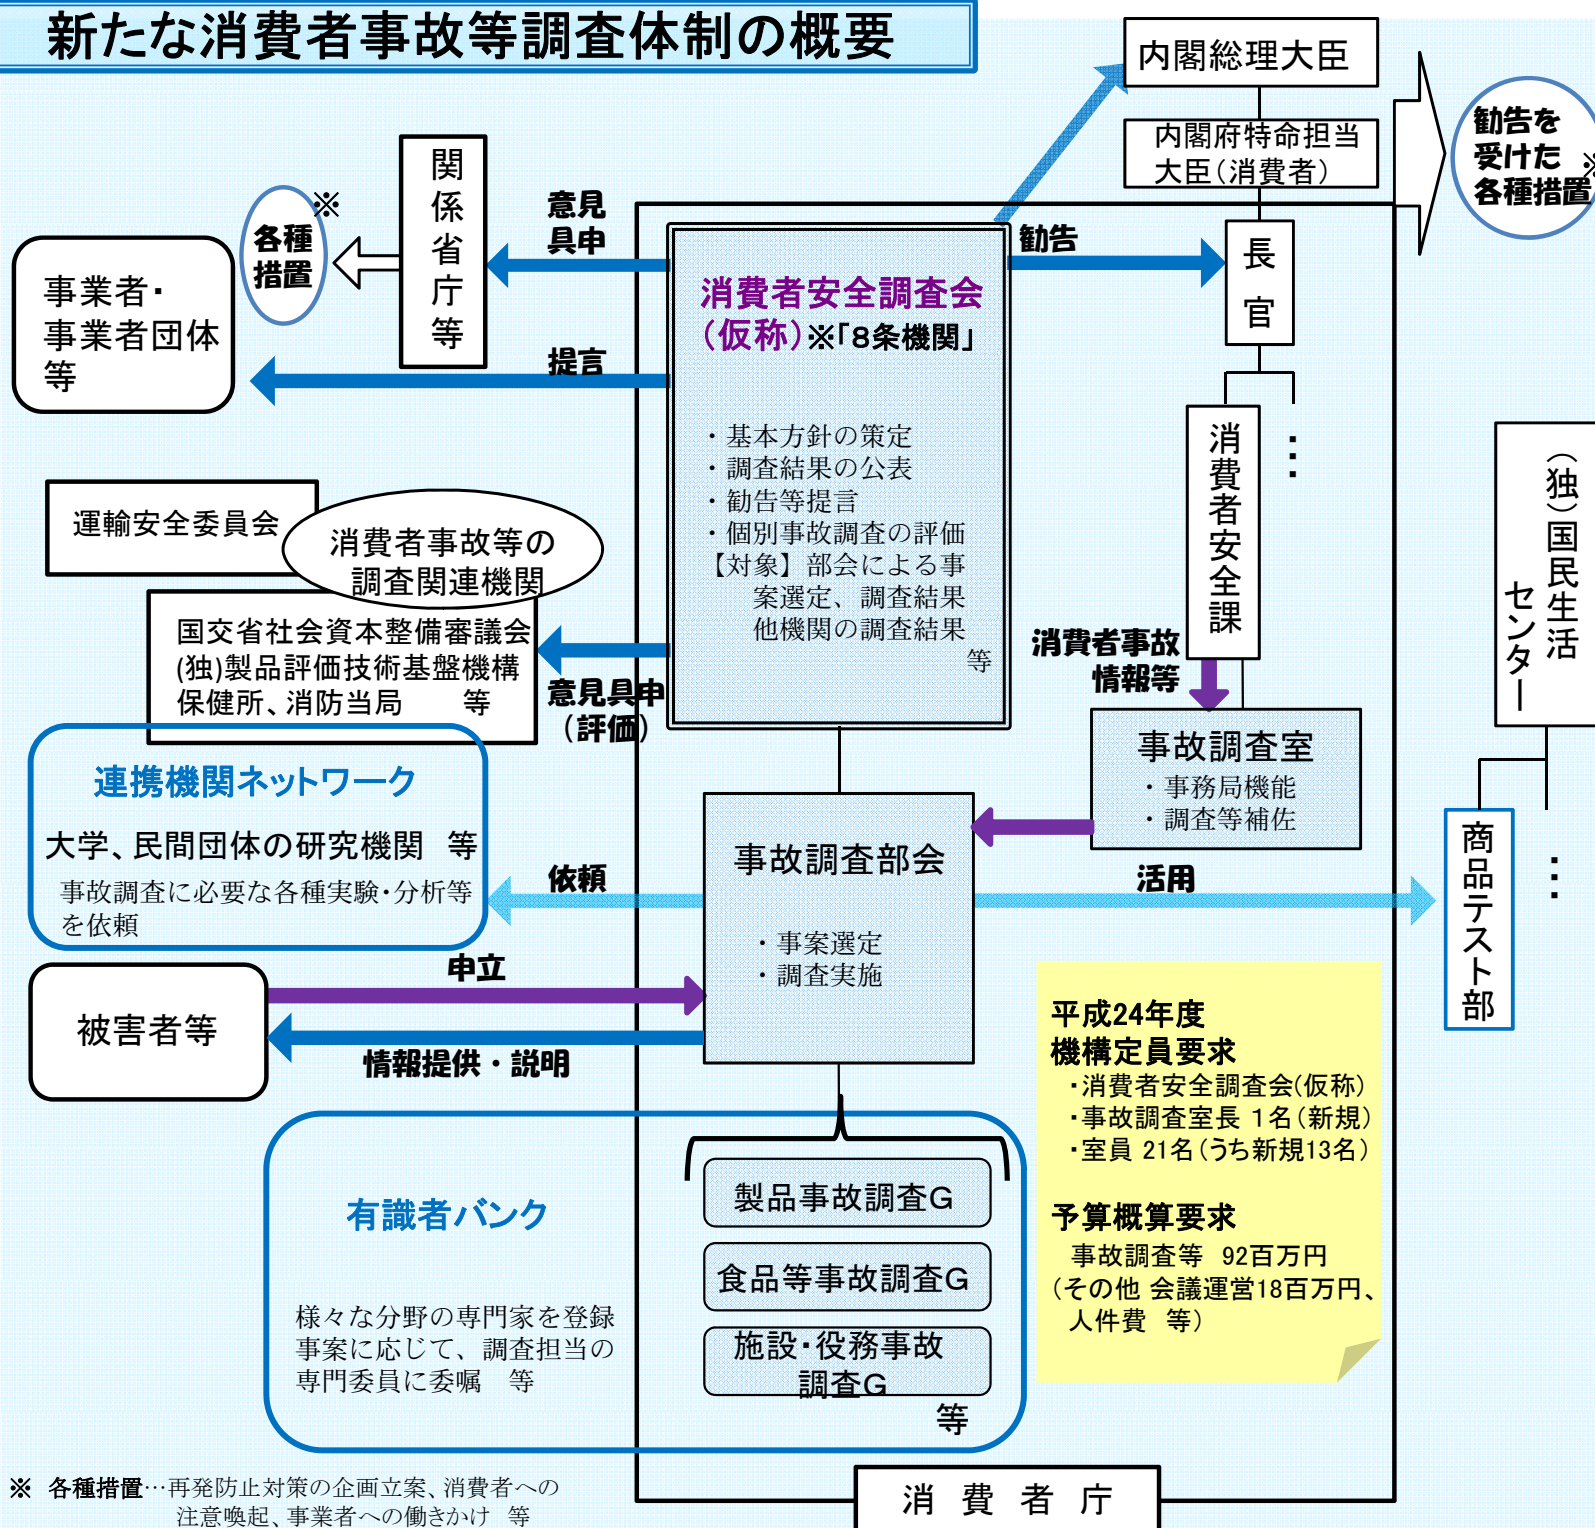 新たな消費者事故等調査体制の概要
内閣総理大臣
内閣府特命担当
大臣(消費者)
勧告を
受けた
各種措置
※
関係省庁等
※
各種
措置
意見
具申
勧告
長官
事業者・
事業者団体
等
提言
消費者安全調査会
(仮称)※「8条機関」
・基本方針の策定
・調査結果の公表
・勧告等提言
・個別事故調査の評価
【対象】部会による事
案選定、調査結果
他機関の調査結果
等
消費者安全課
…
(独)国民生活
センター
運輸安全委員会
消費者事故等の
調査関連機関
国交省社会資本整備審議会
(独)製品評価技術基盤機構
保健所、消防当局 等
意見具申
(評価)
消費者事故
情報等
事故調査室
・事務局機能
・調査等補佐
連携機関ネットワーク
大学、民間団体の研究機関 等
事故調査に必要な各種実験・分析等
を依頼
依頼
事故調査部会
・事案選定
・調査実施
活用
商品テスト部
…
申立
被害者等
情報提供・説明
平成24年度
機構定員要求
・消費者安全調査会(仮称)
・事故調査室長 1名(新規)
・室員 21名(うち新規13名)
予算概算要求
事故調査等 92百万円
(その他 会議運営18百万円、
人件費 等)
有識者バンク
様々な分野の専門家を登録
事案に応じて、調査担当の
専門委員に委嘱 等
製品事故調査G
食品等事故調査G
施設・役務事故
調査G
等
消費者庁
※ 各種措置…再発防止対策の企画立案、消費者への
注意喚起、事業者への働きかけ 等